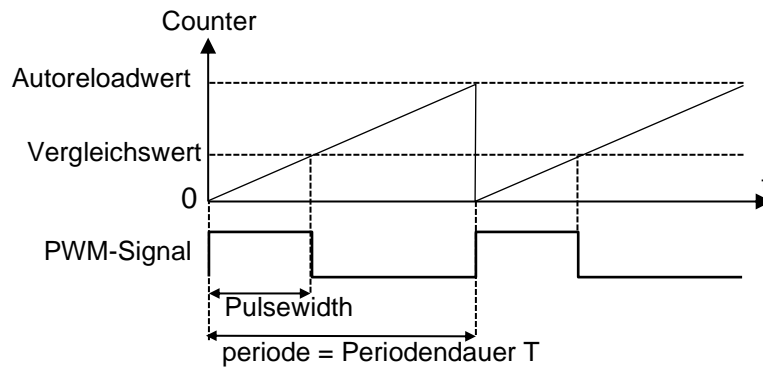 Counter
Autoreloadwert
Vergleichswert
0
PWM-Signal
Pulsewidth
periode = Periodendauer T